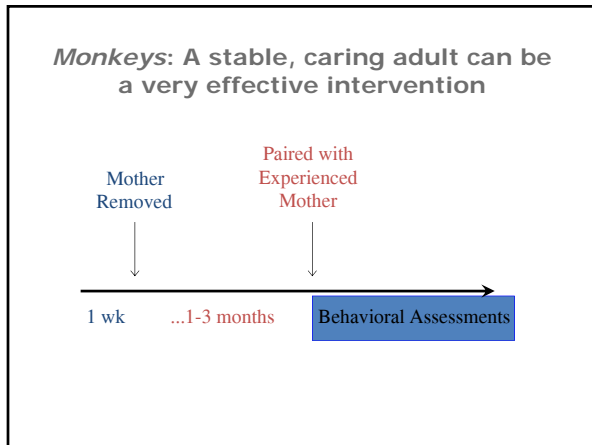 Monkeys: A stable, caring adult can be
a very effective intervention
Paired with
Experienced
Mother
Mother
Removed
1 wk ...1-3 months Behavioral Assessments